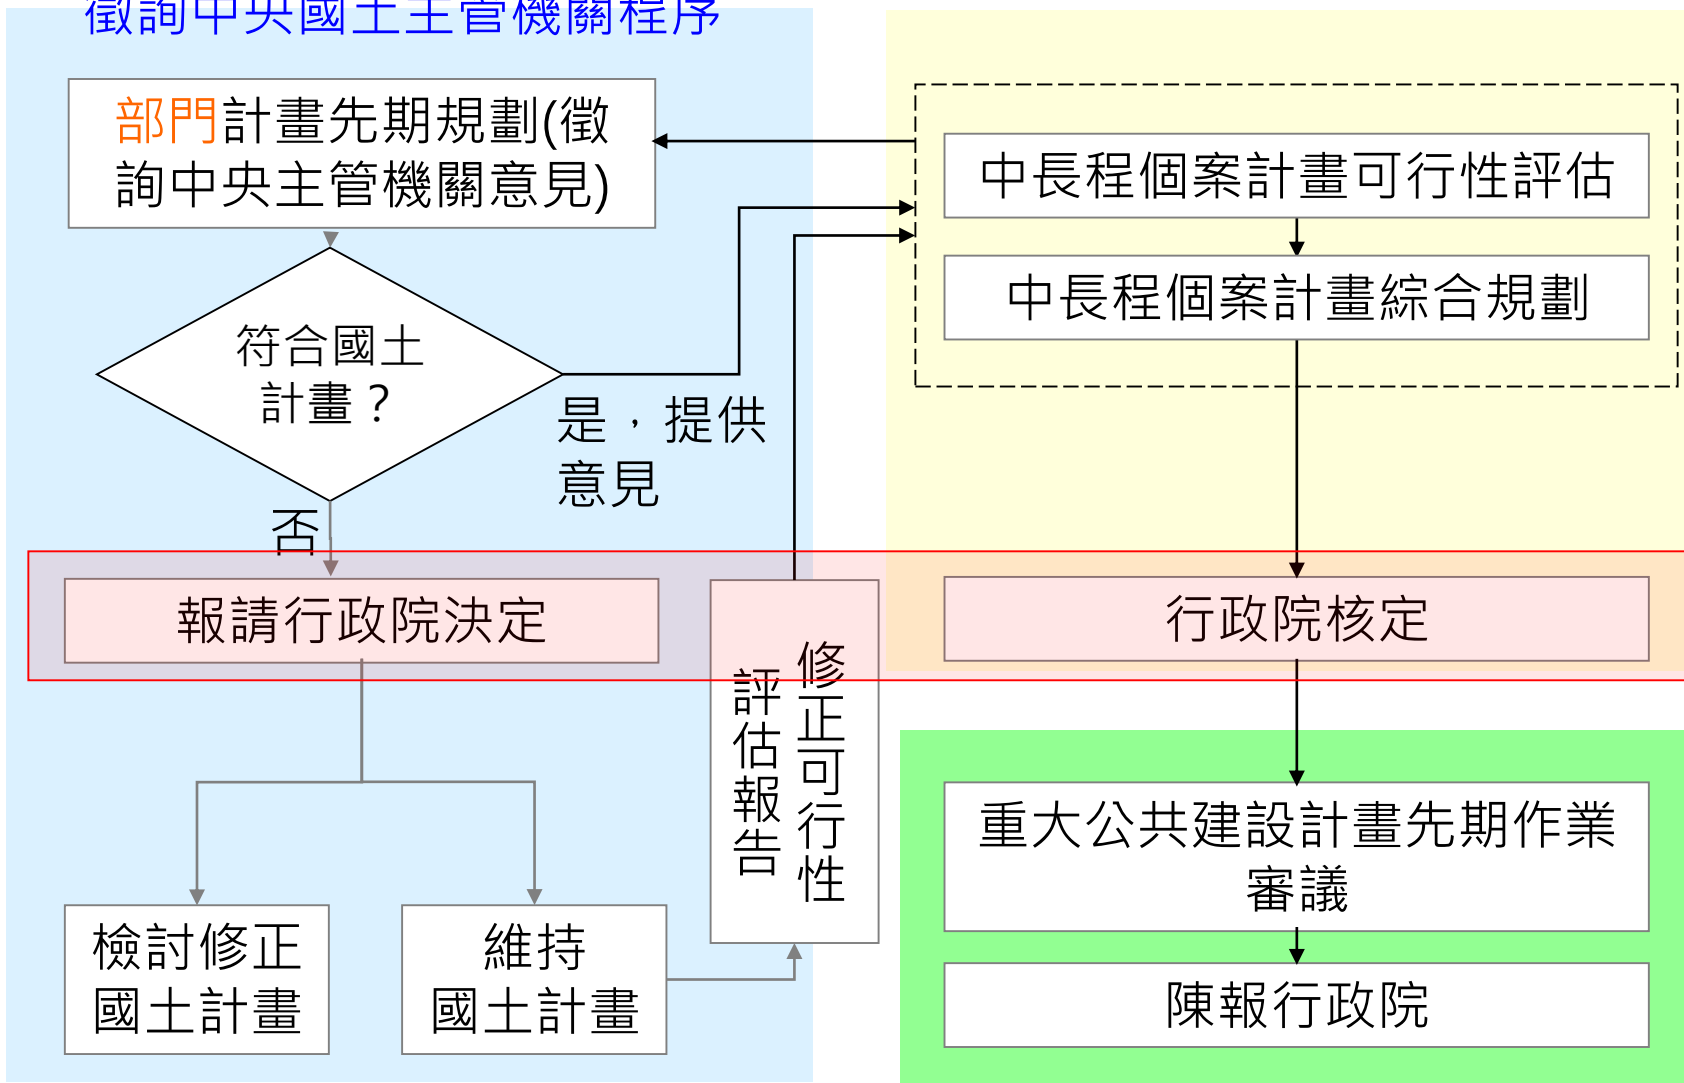 徵詢中央國土主管機關程序
部門計畫先期規劃(徵
詢中央主管機關意見)
符合國土
計畫？
是，提供
意見
否
報請行政院決定
檢討修正
國土計畫
維持
國土計畫
修正可行性
評估報告
中長程個案計畫可行性評估
中長程個案計畫綜合規劃
行政院核定
重大公共建設計畫先期作業
審議
陳報行政院